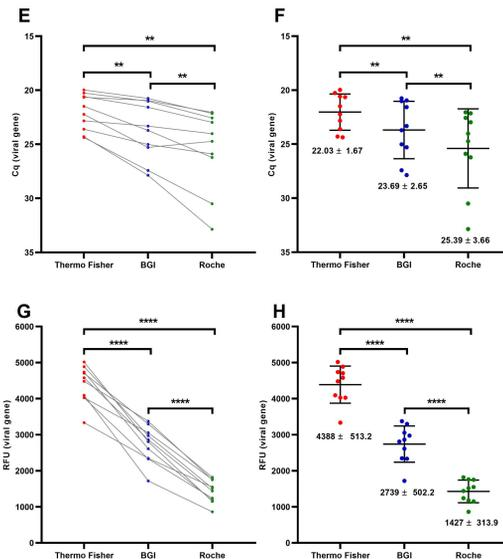 E
**
**
**
15
20
25
30
35
Cq (viral gene)
Thermo Fisher BGI Roche
F
**
**
**
15
20
25
30
35
Cq (viral gene)
22.03 ± 1.67
23.69 ± 2.65
25.39 ± 3.66
Thermo Fisher BGI Roche
G
****
****
****
6000
5000
4000
3000
2000
1000
0
RFU (viral gene)
Thermo Fisher BGI Roche
H
****
****
****
6000
5000
4000
3000
2000
1000
0
RFU (viral gene)
4388 ± 513.2
2739 ± 502.2
1427 ± 313.9
Thermo Fisher BGI Roche